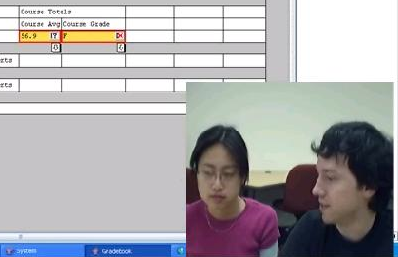 Course Totals
Course Avg Course Grade
56.9 F
rts
rts
System
Gradebook